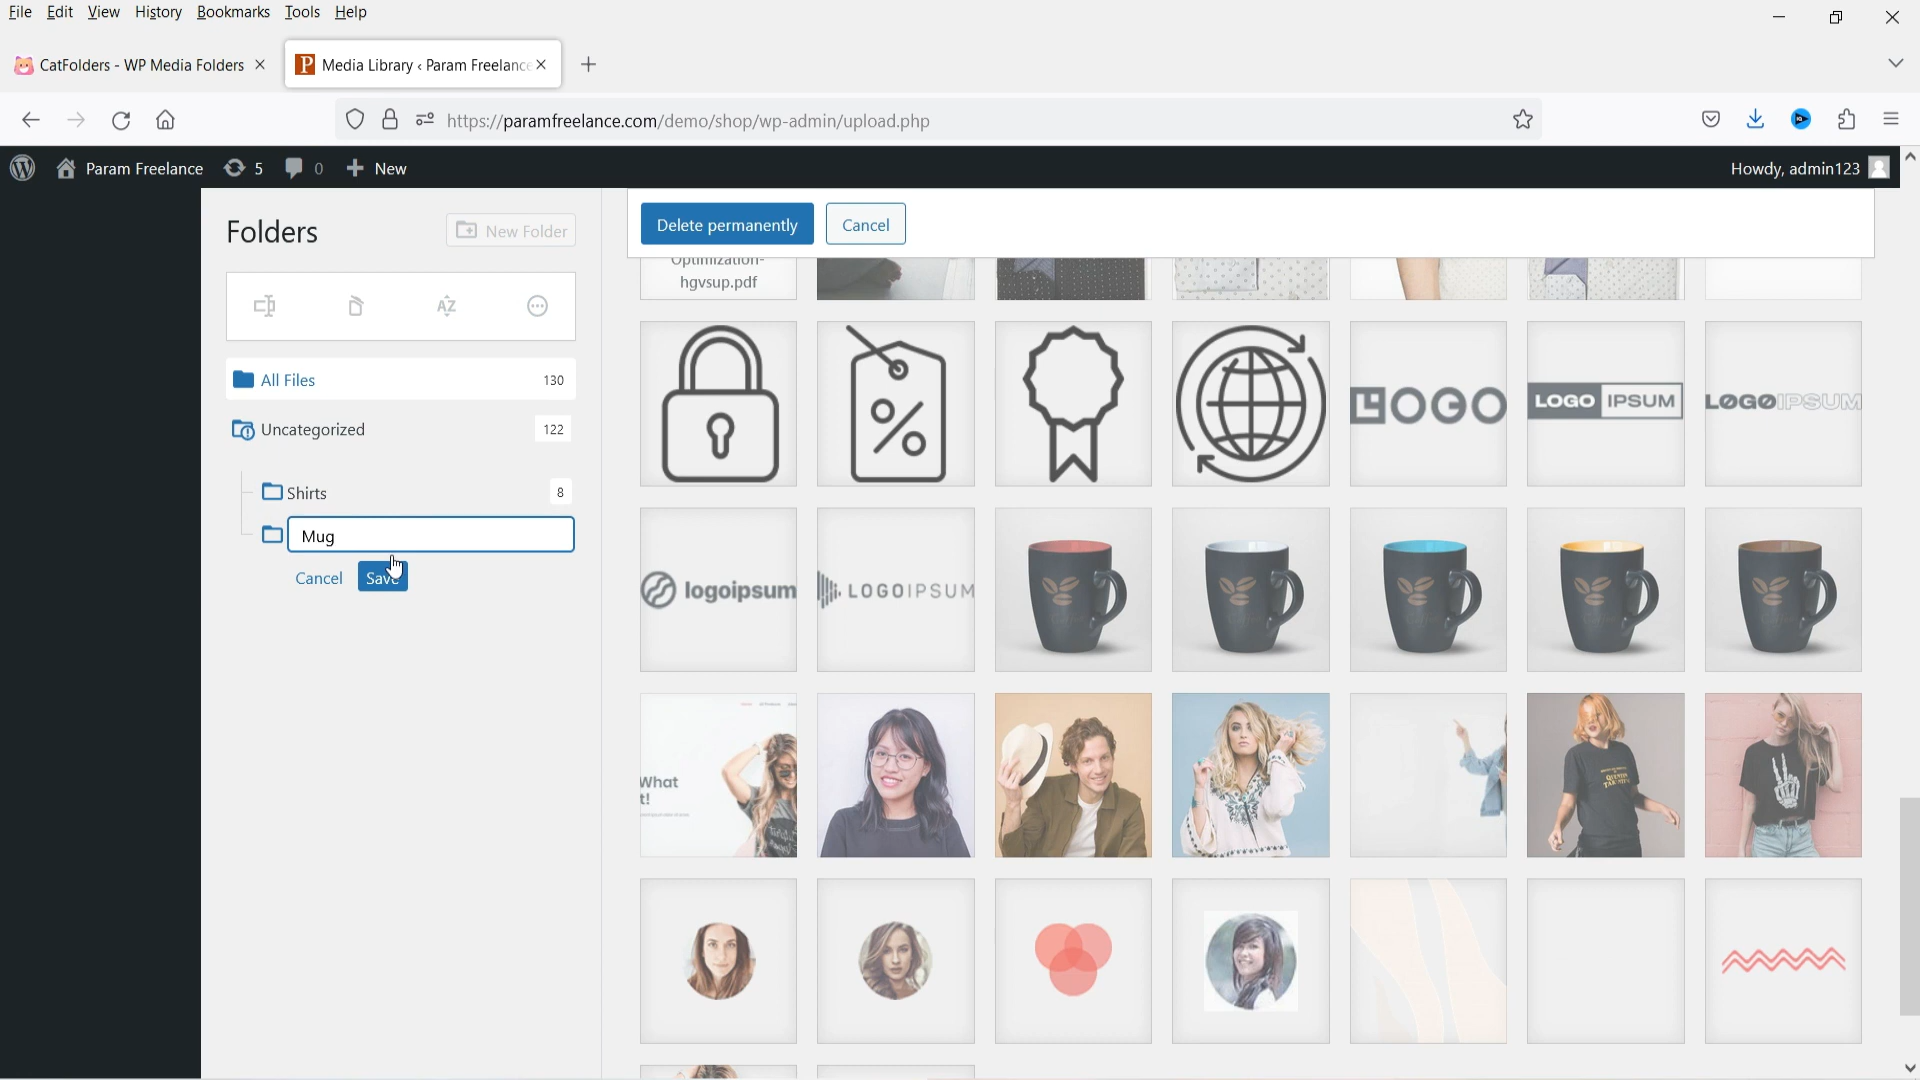 File Edit View History Bookmarks Tools Help
CatFolders - WP Media Folders
Media Library ‹ Param Freelance
https://paramfreelance.com/demo/shop/wp-admin/upload.php
Param Freelance 5 0 New
Howdy, admin123
Folders
New Folder
Delete permanently Cancel
Optimization-
hgvsup.pdf
All Files 130
Uncategorized 122
Shirts 8
Mug
Cancel Save
LOGO
LOGO IPSUM
LOGOIPSUM
logoipsum
LOGOIPSUM
What
t!